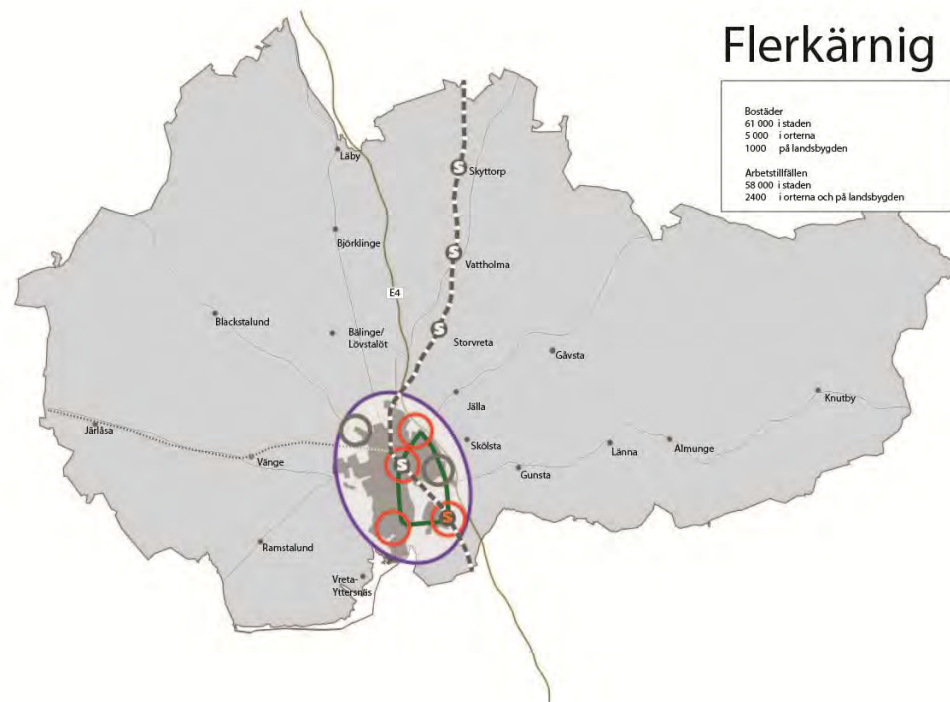 Flerkärnig
Bostäder
61 000 i staden
5 000 i orterna
1000 på landsbygden
Arbetstillfällen
58 000 i staden
2400 i orterna och på landsbygden
Läby
S Skyttorp
Björklinge
S Vattholma
E4
Blackstalund
Bälinge/
Lövstalöt
S Storvreta
Gåvsta
Jälla
Knutby
Järlåsa
Skölsta
Länna
Almunge
Vänge
S
Gunsta
S
Ramstalund
Vreta-
Yttersnäs